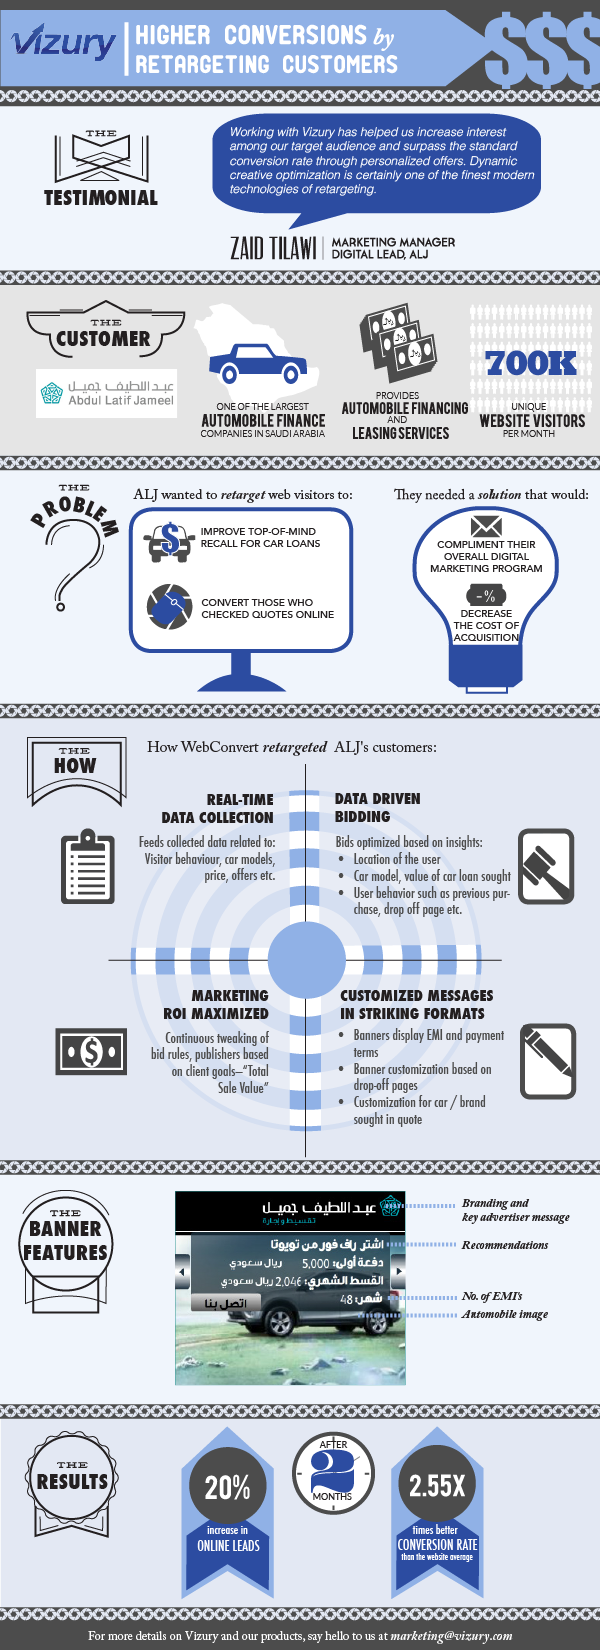 Vizury
HIGHER CONVERSIONS by
RETARGETING CUSTOMERS
$$$
THE
TESTIMONIAL
Working with Vizury has helped us increase interest
among our target audience and surpass the standard
conversion rate through personalized offers. Dynamic
creative optimization is certainly one of the finest modern
technologies of retargeting.
ZAID TILAWI
MARKETING MANAGER
DIGITAL LEAD, ALJ
THE
CUSTOMER
عبداللطيف جميل
Abdul Latif Jameel
ONE OF THE LARGEST
AUTOMOBILE FINANCE
COMPANIES IN SAUDI ARABIA
PROVIDES
AUTOMOBILE FINANCING
AND
LEASING SERVICES
700K
UNIQUE
WEBSITE VISITORS
PER MONTH
THE
PROBLEM
ALJ wanted to retarget web visitors to:
$
IMPROVE TOP-OF-MIND
RECALL FOR CAR LOANS
CONVERT THOSE WHO
CHECKED QUOTES ONLINE
They needed a solution that would:
COMPLIMENT THEIR
OVERALL DIGITAL
MARKETING PROGRAM
-%
DECREASE
THE COST OF
ACQUISITION
THE
HOW
How WebConvert retargeted ALJ's customers:
REAL-TIME
DATA COLLECTION
Feeds collected data related to:
Visitor behaviour, car models,
price, offers etc.
DATA DRIVEN
BIDDING
Bids optimized based on insights:
• Location of the user
• Car model, value of car loan sought
• User behavior such as previous pur-
chase, drop off page etc.
MARKETING
ROI MAXIMIZED
Continuous tweaking of
bid rules, publishers based
on client goals–“Total
Sale Value”
$
CUSTOMIZED MESSAGES
IN STRIKING FORMATS
• Banners display EMI and payment
terms
• Banner customization based on
drop-off pages
• Customization for car / brand
sought in quote
THE
BANNER
FEATURES
عبداللطيف جميل
تقسيط وإجارة
اشتر راف فور من تويوتا
دفعة أولى: 5,000 ريال سعودي
القسط الشهري: 2,046 ريال سعودي
شهر: 48
اتصل بنا
Branding and
key advertiser message
Recommendations
No. of EMI's
Automobile image
THE
RESULTS
20%
increase in
ONLINE LEADS
AFTER
2
MONTHS
2.55X
times better
CONVERSION RATE
than the website average
For more details on Vizury and our products, say hello to us at marketing@vizury.com